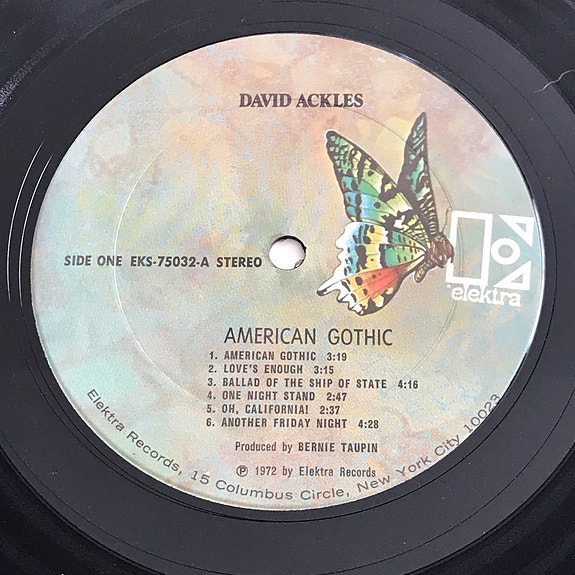 DAVID ACKLES
elektra
SIDE ONE EKS-75032-A STEREO
AMERICAN GOTHIC
1. AMERICAN GOTHIC 3:19
2. LOVE'S ENOUGH 3:15
3. BALLAD OF THE SHIP OF STATE 4:16
4. ONE NIGHT STAND 2:47
5. OH, CALIFORNIA! 2:37
6. ANOTHER FRIDAY NIGHT 4:28
Produced by BERNIE TAUPIN
℗ 1972 by Elektra Records
Elektra Records, 15 Columbus Circle, New York City 10023